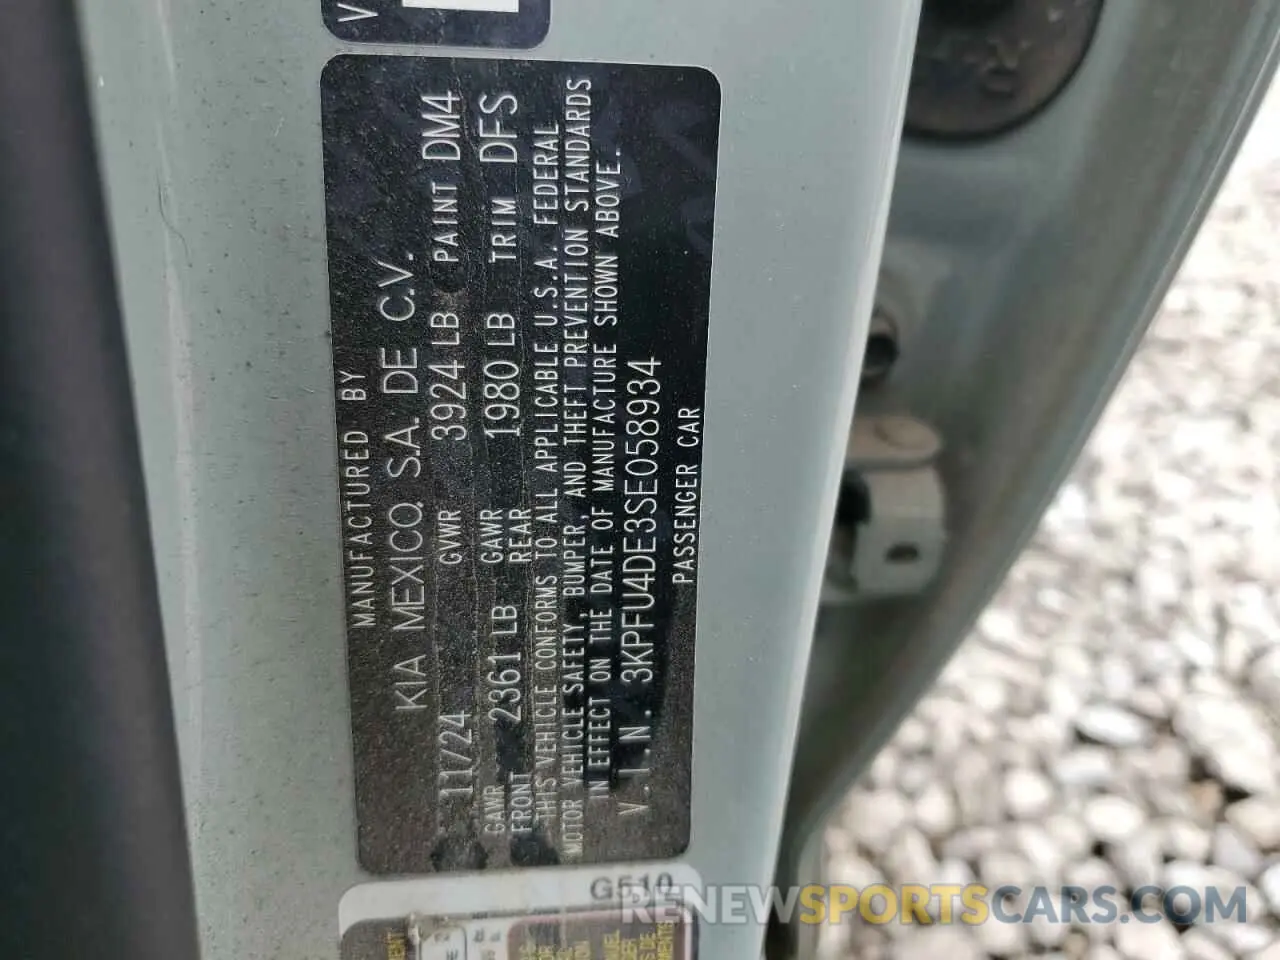 V
MANUFACTURED BY
KIA MEXICO, S.A. DE C.V.
11/24 GVWR 3924 LB PAINT DM4
GAWR FRONT 2361 LB GAWR REAR 1980 LB TRIM DFS
THIS VEHICLE CONFORMS TO ALL APPLICABLE U.S.A. FEDERAL
MOTOR VEHICLE SAFETY, BUMPER, AND THEFT PREVENTION STANDARDS
IN EFFECT ON THE DATE OF MANUFACTURE SHOWN ABOVE.
V.I.N. 3KPFU4DE3SE058934
PASSENGER CAR
G510
RENEWSPORTSCARS.COM